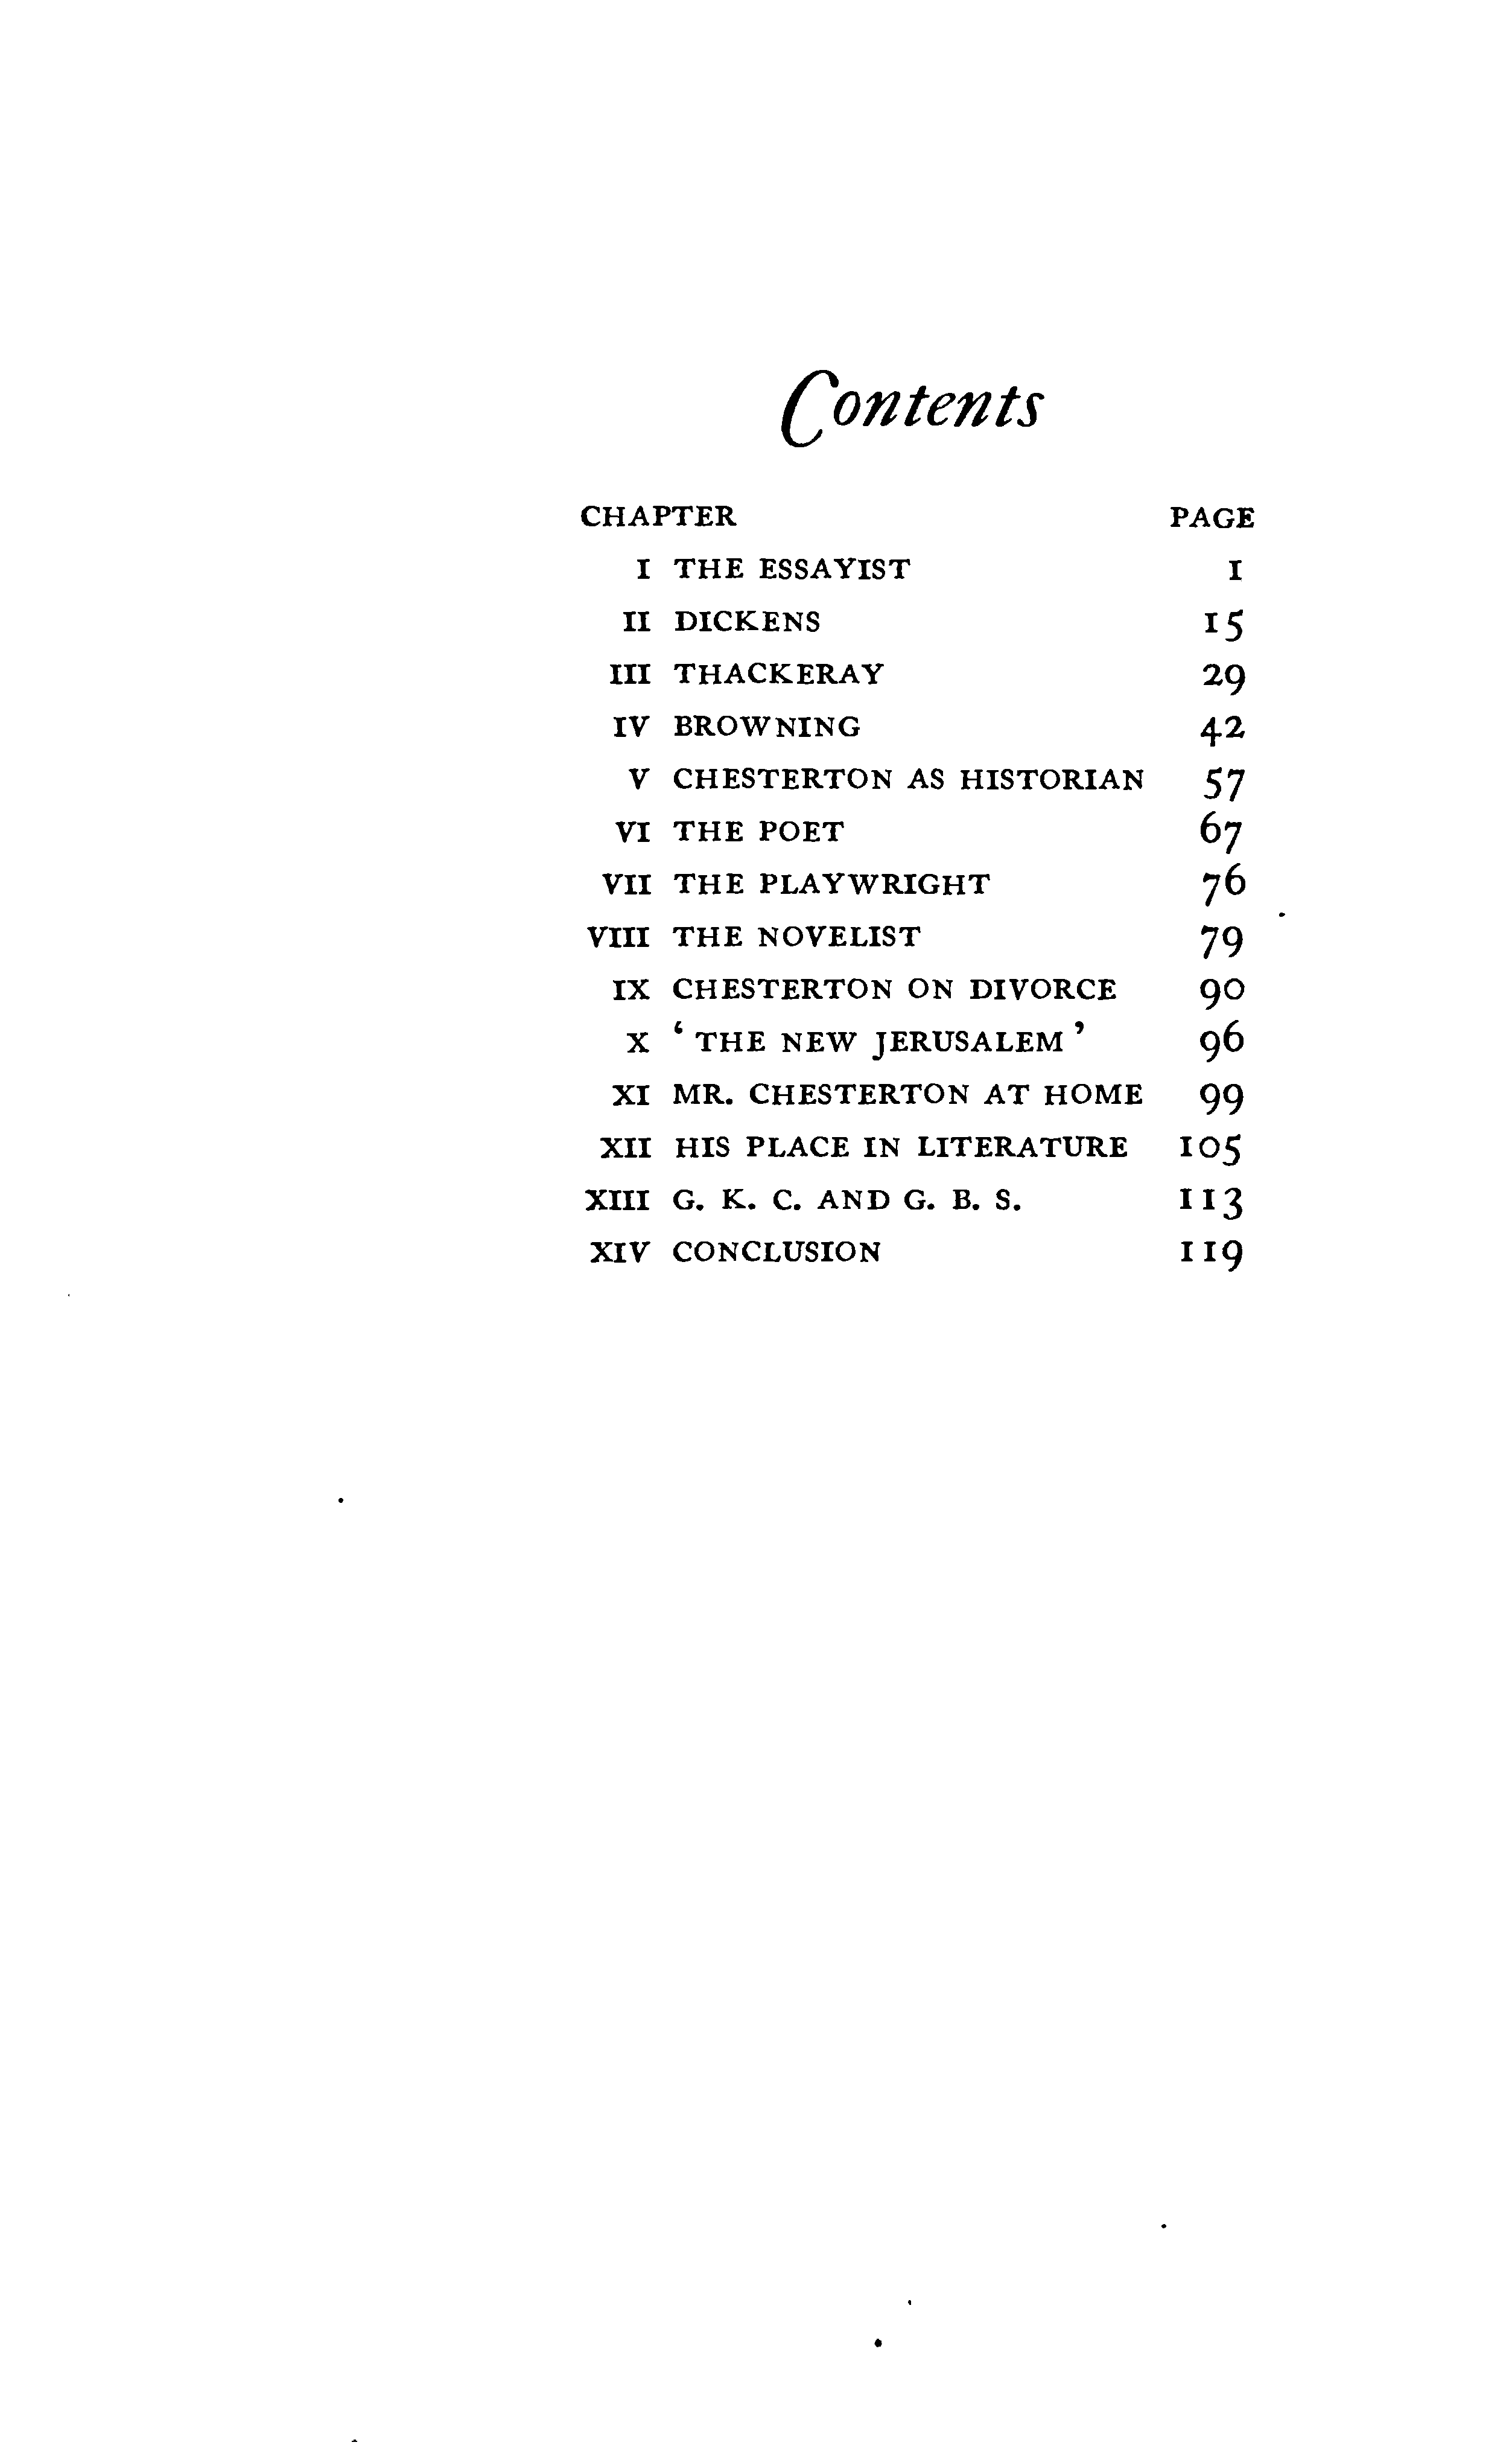 Contents
CHAPTER PAGE
I THE ESSAYIST 1
II DICKENS 15
III THACKERAY 29
IV BROWNING 42
V CHESTERTON AS HISTORIAN 57
VI THE POET 67
VII THE PLAYWRIGHT 76
VIII THE NOVELIST 79
IX CHESTERTON ON DIVORCE 90
X ‘ THE NEW JERUSALEM ’ 96
XI MR. CHESTERTON AT HOME 99
XII HIS PLACE IN LITERATURE 105
XIII G. K. C. AND G. B. S. 113
XIV CONCLUSION 119